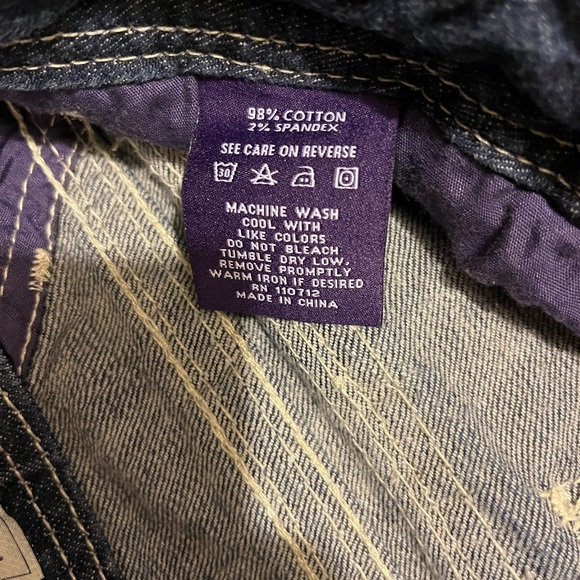 98% COTTON
2% SPANDEX
SEE CARE ON REVERSE
30
MACHINE WASH
COOL WITH
LIKE COLORS
DO NOT BLEACH
TUMBLE DRY LOW,
REMOVE PROMPTLY
WARM IRON IF DESIRED
RN 110712
MADE IN CHINA